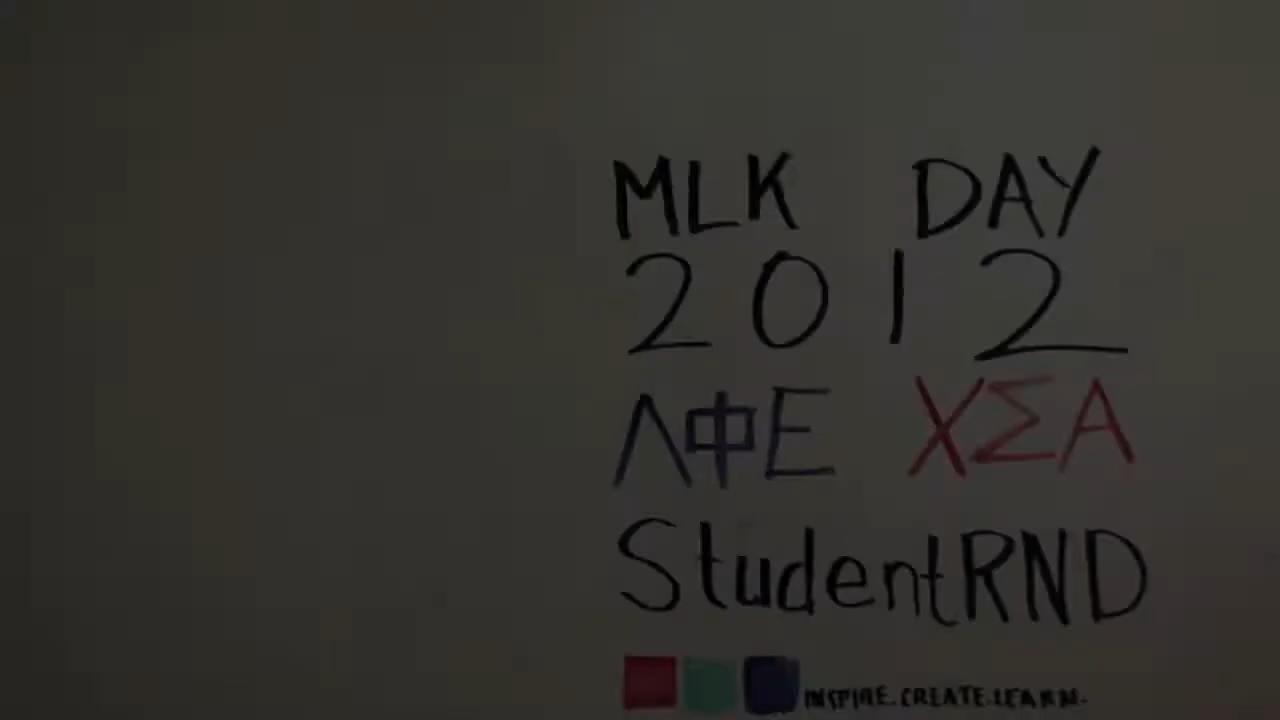 MLK DAY
2012
ΛΦΕ ΧΣΑ
StudentRND
INSPIRE.CREATE.LEARN.